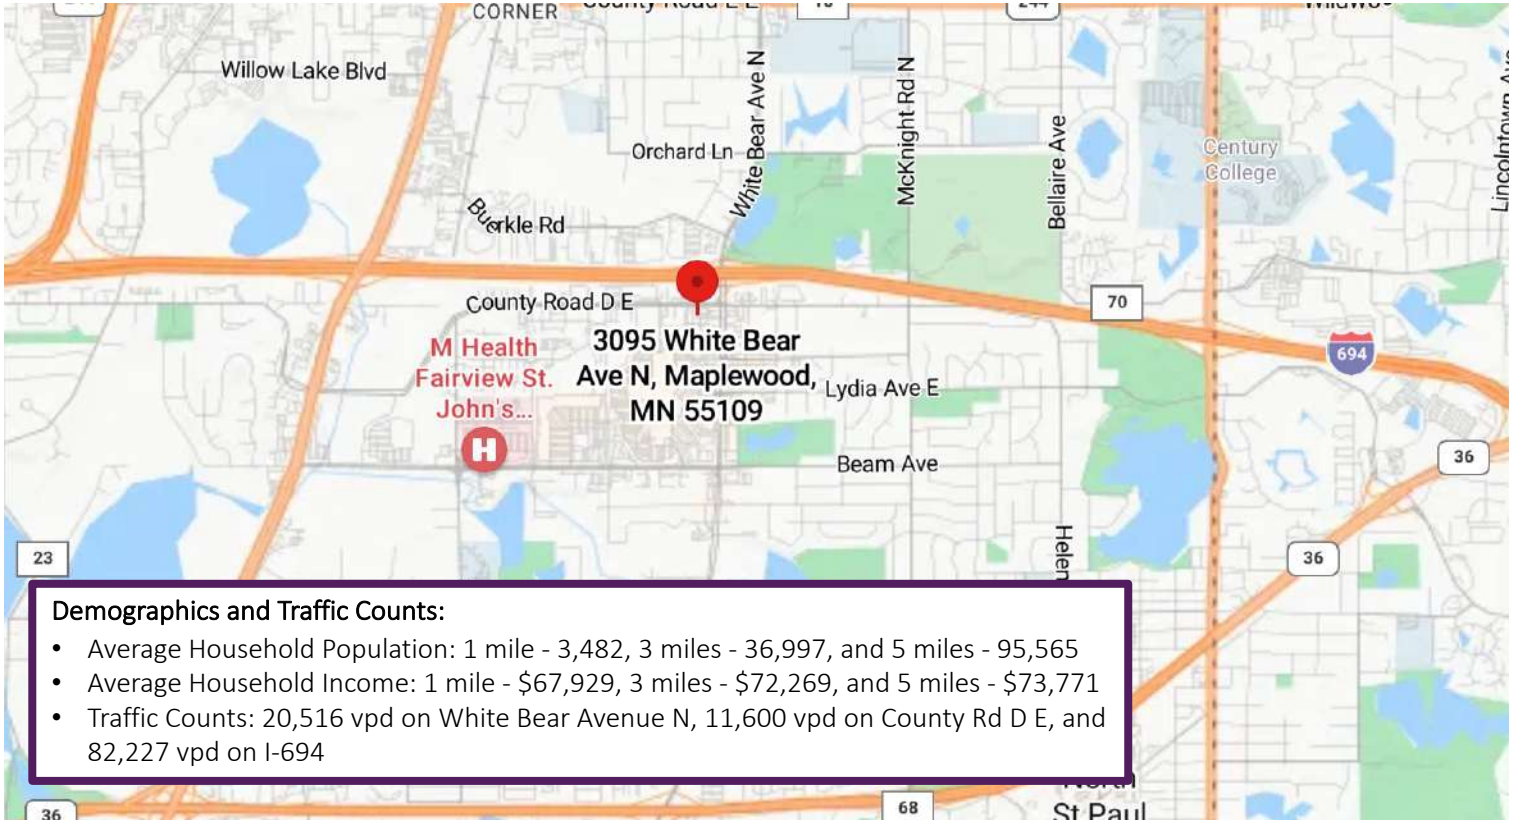 CORNER
County Road E E
244
Willow Lake Blvd
White Bear Ave N
McKnight Rd N
Orchard Ln
Bellaire Ave
Century
College
Lincolntown Ave
Buerkle Rd
County Road D E
70
3095 White Bear
Ave N, Maplewood,
MN 55109
M Health
Fairview St.
John's...
H
Lydia Ave E
694
Beam Ave
36
23
Helen
36
Demographics and Traffic Counts:
• Average Household Population: 1 mile - 3,482, 3 miles - 36,997, and 5 miles - 95,565
• Average Household Income: 1 mile - $67,929, 3 miles - $72,269, and 5 miles - $73,771
• Traffic Counts: 20,516 vpd on White Bear Avenue N, 11,600 vpd on County Rd D E, and
82,227 vpd on I-694
36
68
North
St Paul